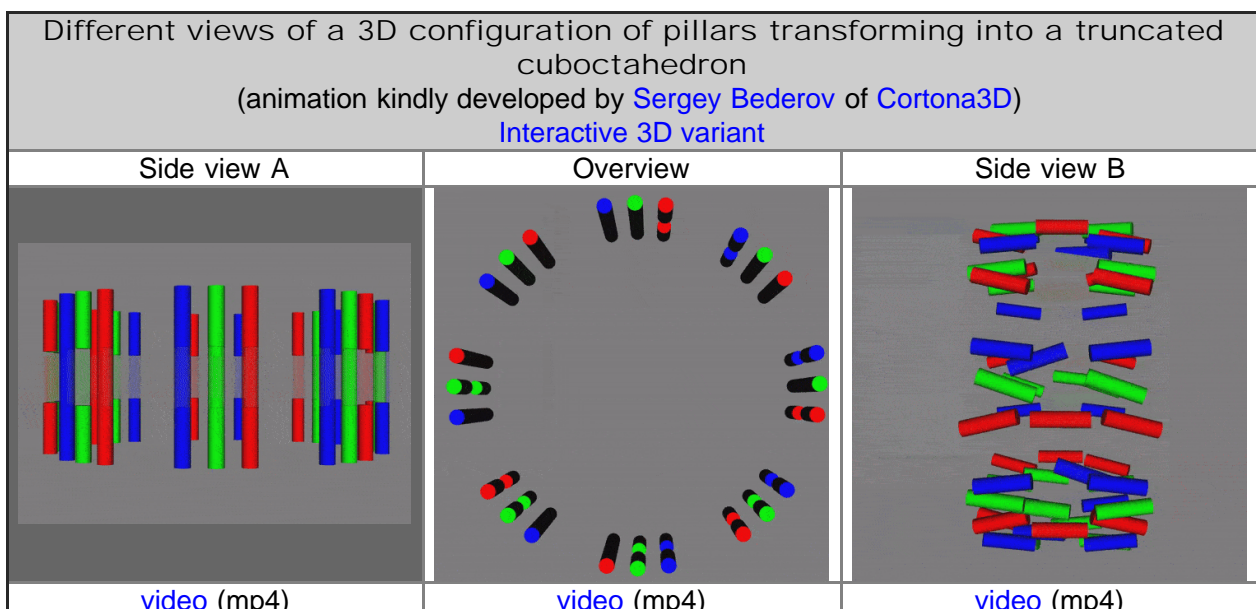 Different views of a 3D configuration of pillars transforming into a truncated
cuboctahedron
(animation kindly developed by Sergey Bederov of Cortona3D)
Interactive 3D variant
Side view A
Overview
Side view B
video (mp4)
video (mp4)
video (mp4)